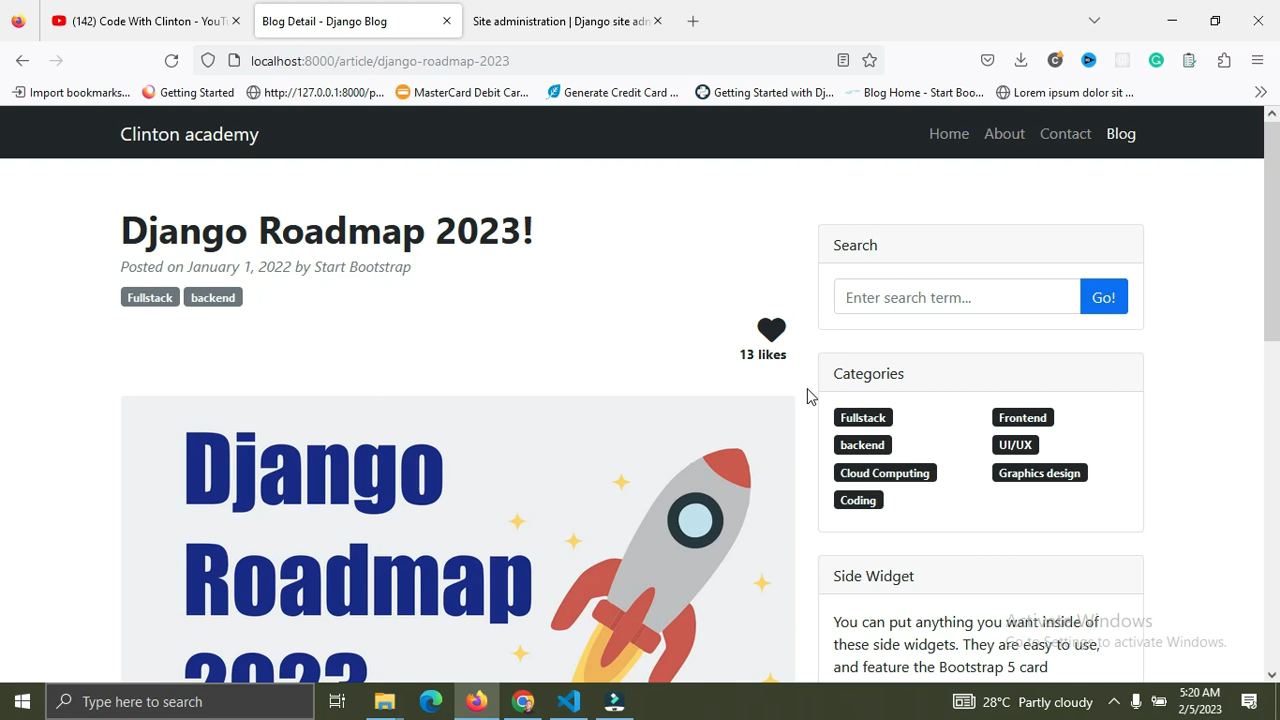 (142) Code With Clinton - YouTu
Blog Detail - Django Blog
Site administration | Django site adr
localhost:8000/article/django-roadmap-2023
Import bookmarks...
Getting Started
http://127.0.0.1:8000/p...
MasterCard Debit Car...
Generate Credit Card ...
Getting Started with Dj...
Blog Home - Start Boo...
Lorem ipsum dolor sit ...
Clinton academy
Home
About
Contact
Blog
Django Roadmap 2023!
Posted on January 1, 2022 by Start Bootstrap
Fullstack backend
13 likes
Django
Roadmap
2023
Search
Enter search term...
Go!
Categories
Fullstack
Frontend
backend
UI/UX
Cloud Computing
Graphics design
Coding
Side Widget
You can put anything you want inside of
these side widgets. They are easy to use,
and feature the Bootstrap 5 card
Activate Windows
Go to Settings to activate Windows.
Type here to search
28°C Partly cloudy
5:20 AM
2/5/2023